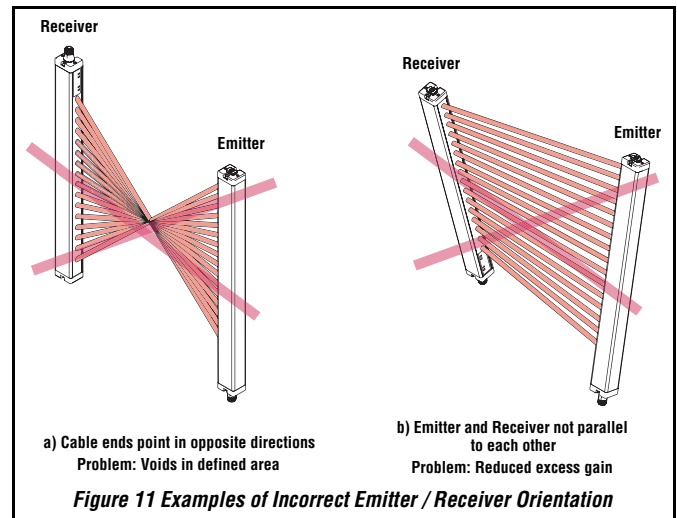 Receiver
Emitter
a) Cable ends point in opposite directions
Problem: Voids in defined area
Receiver
Emitter
b) Emitter and Receiver not parallel
to each other
Problem: Reduced excess gain
Figure 11 Examples of Incorrect Emitter / Receiver Orientation